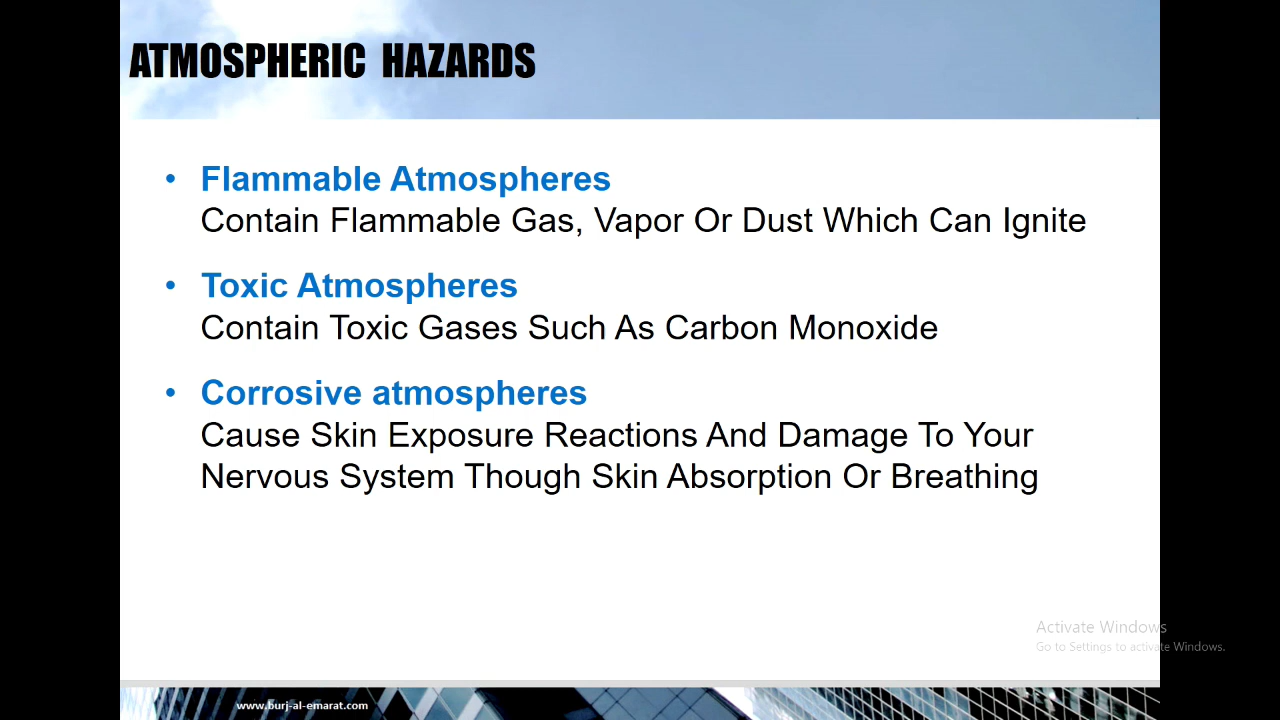 ATMOSPHERIC HAZARDS
• Flammable Atmospheres
Contain Flammable Gas, Vapor Or Dust Which Can Ignite
• Toxic Atmospheres
Contain Toxic Gases Such As Carbon Monoxide
• Corrosive atmospheres
Cause Skin Exposure Reactions And Damage To Your
Nervous System Though Skin Absorption Or Breathing
Activate Windows
Go to Settings to activate Windows.
www.burj-al-emarat.com